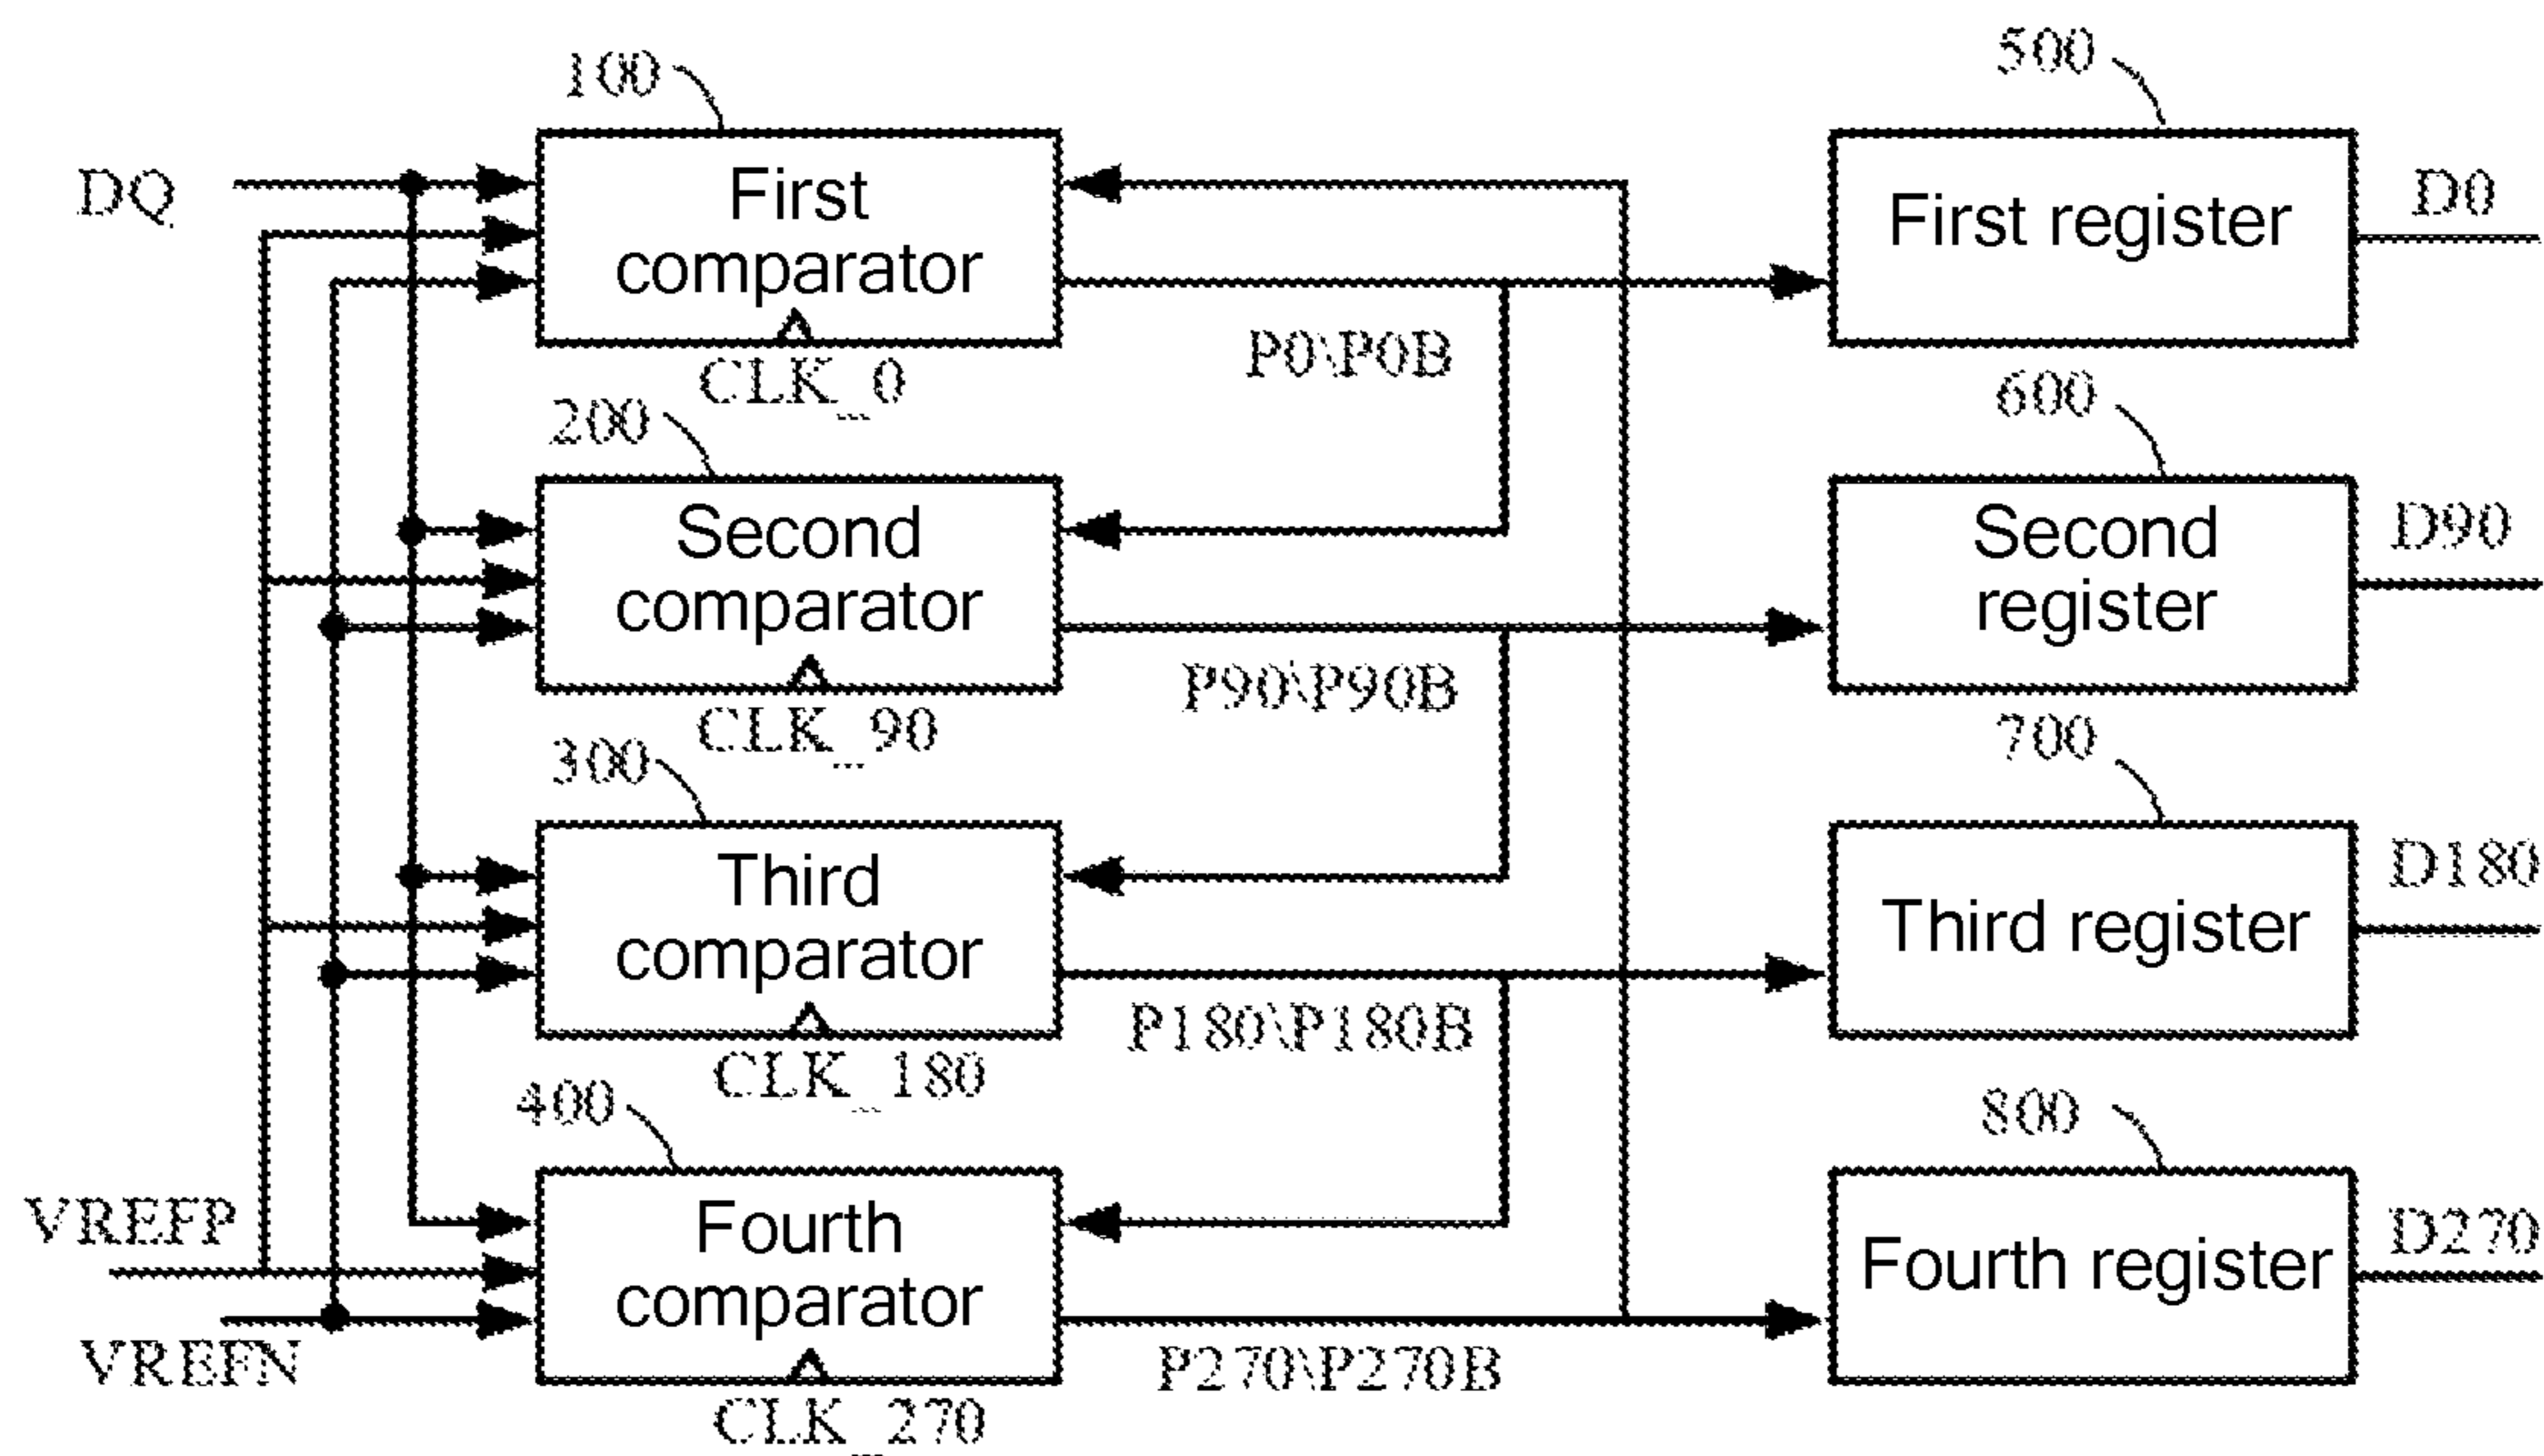 100
500
DQ
First
comparator
First register
D0
P0\P0B
CLK_0
200
600
Second
comparator
Second
register
D90
P90\P90B
CLK_90
300
700
Third
comparator
Third register
D180
P180\P180B
CLK_180
400
800
VREFP
Fourth
comparator
Fourth register
D270
VREFN
P270\P270B
CLK_270